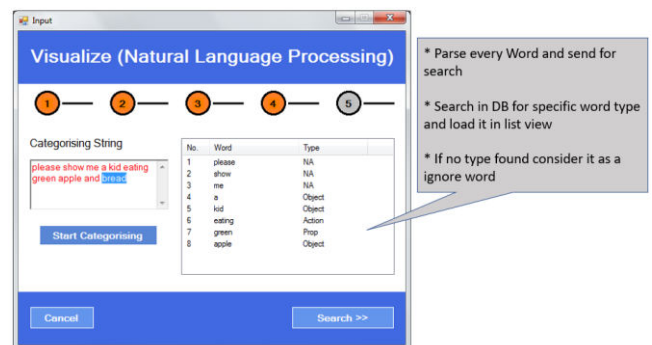 Input
Visualize (Natural Language Processing)
1 2 3 4 5
Categorising String
please show me a kid eating
green apple and bread
Start Categorising
No. Word Type
1 please NA
2 show NA
3 me NA
4 a Object
5 kid Object
6 eating Action
7 green Prop
8 apple Object
Cancel
Search >>
* Parse every Word and send for
search
* Search in DB for specific word type
and load it in list view
* If no type found consider it as a
ignore word